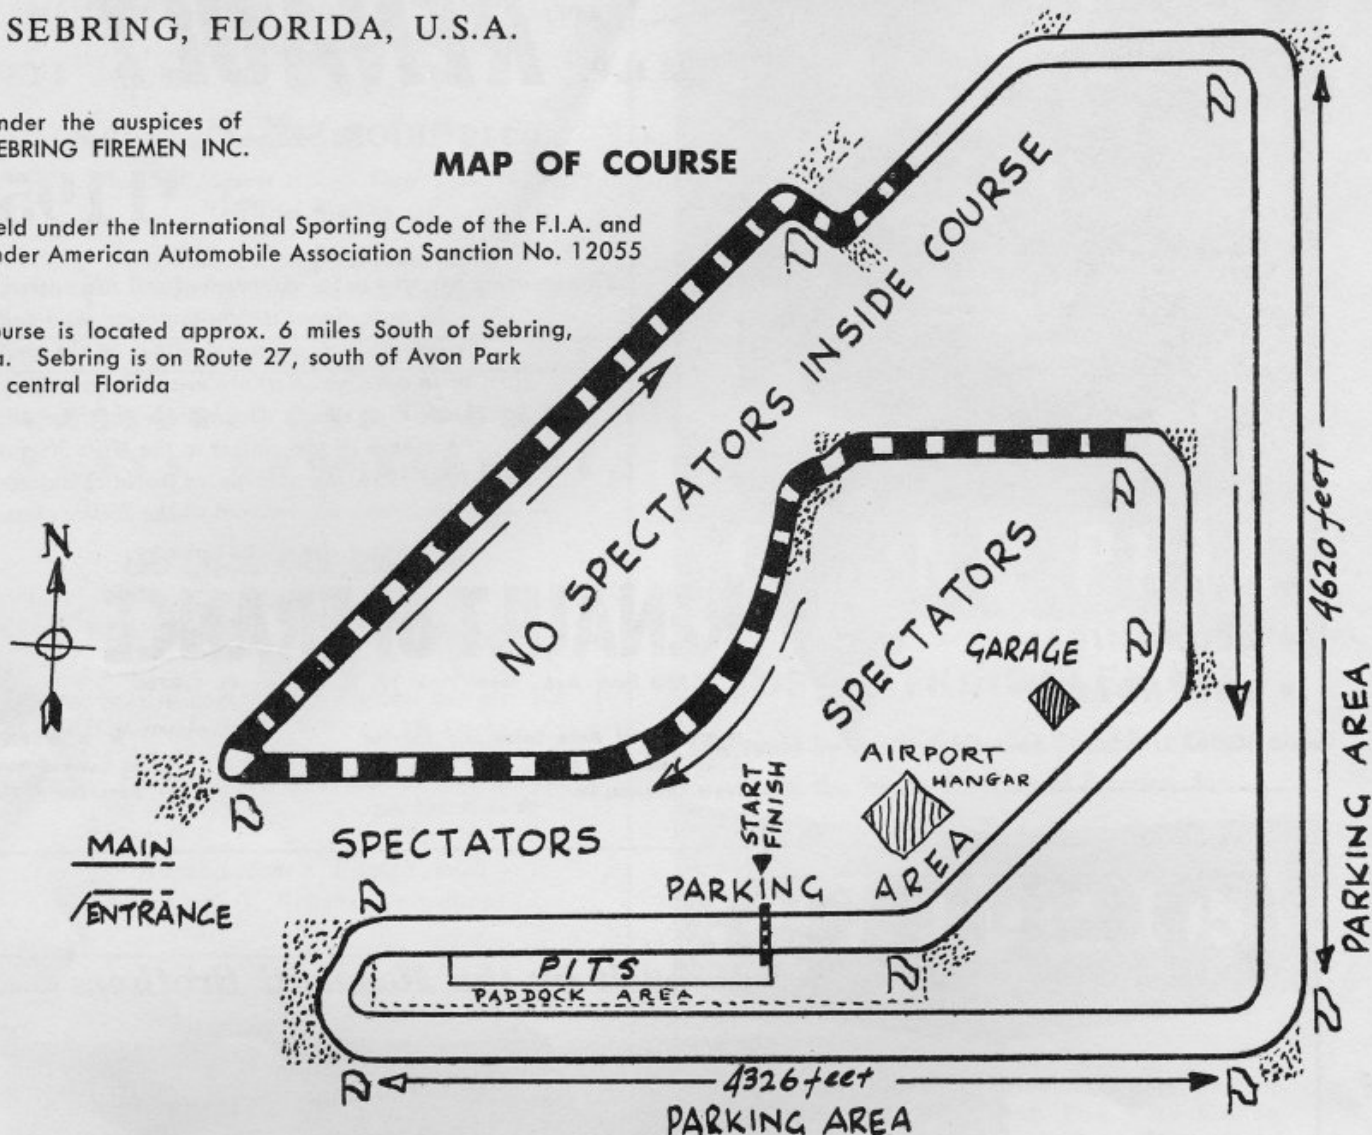 SEBRING, FLORIDA, U.S.A.
nder the auspices of
EBRING FIREMEN INC.
MAP OF COURSE
eld under the International Sporting Code of the F.I.A. and
nder American Automobile Association Sanction No. 12055
urse is located approx. 6 miles South of Sebring,
a. Sebring is on Route 27, south of Avon Park
central Florida
N
NO SPECTATORS INSIDE COURSE
4620 feet
PARKING AREA
SPECTATORS
GARAGE
AIRPORT
HANGAR
START
FINISH
SPECTATORS
MAIN
ENTRANCE
PARKING AREA
PITS
PADDOCK AREA
4326 feet
PARKING AREA